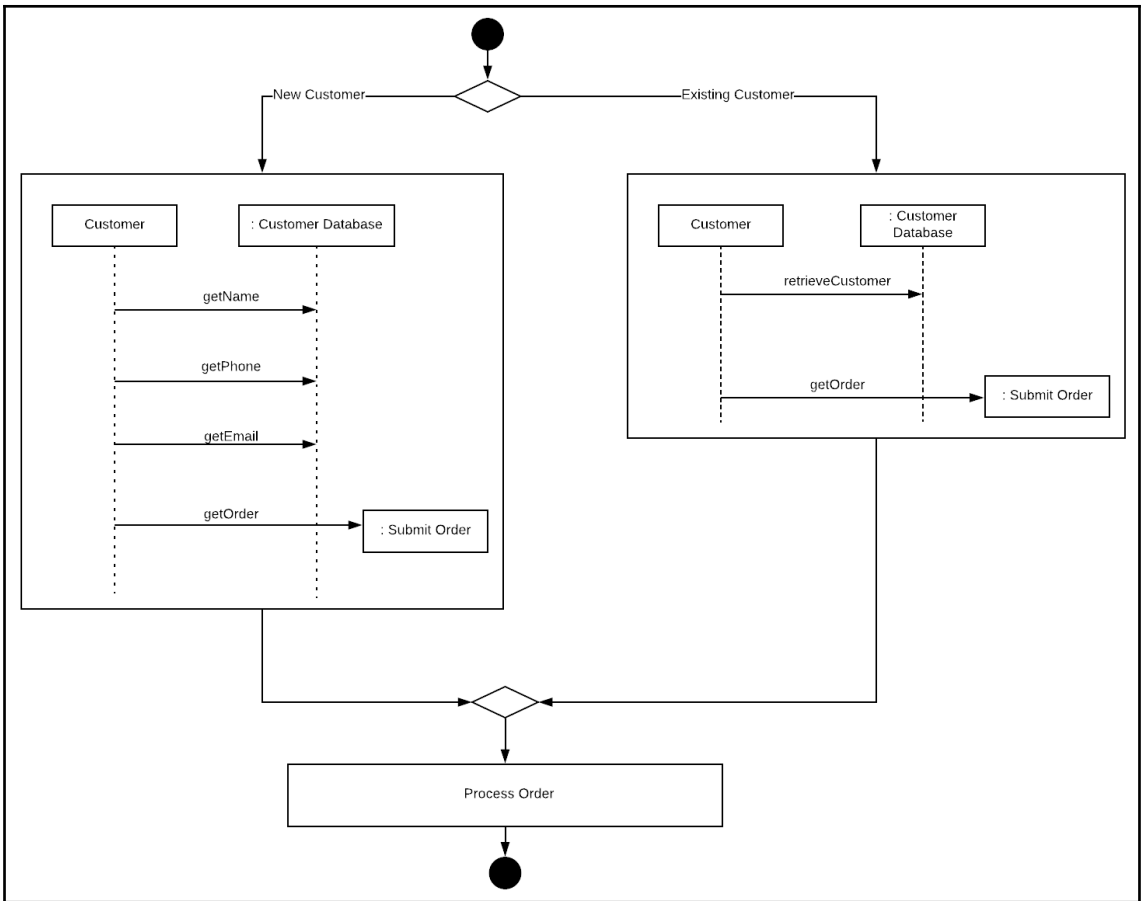 New Customer
Existing Customer
Customer
: Customer Database
getName
getPhone
getEmail
getOrder
: Submit Order
Customer
: Customer
Database
retrieveCustomer
getOrder
: Submit Order
Process Order